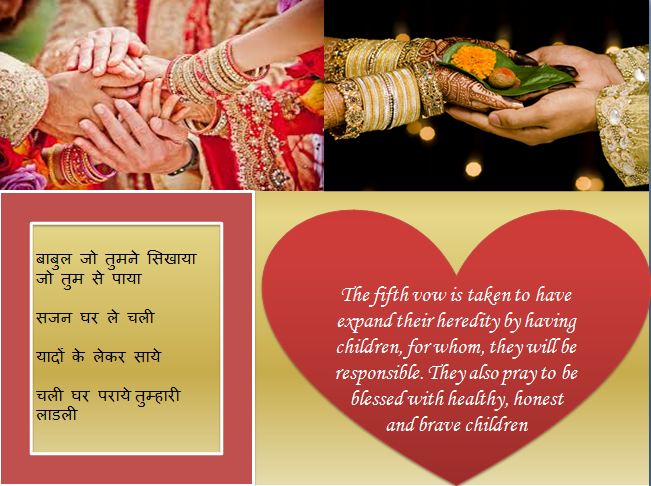 बाबुल जो तुमने सिखाया
जो तुम से पाया
सजन घर ले चली
यादों के लेकर साये
चली घर पराये तुम्हारी
लाडली
The fifth vow is taken to have
expand their heredity by having
children, for whom, they will be
responsible. They also pray to be
blessed with healthy, honest
and brave children